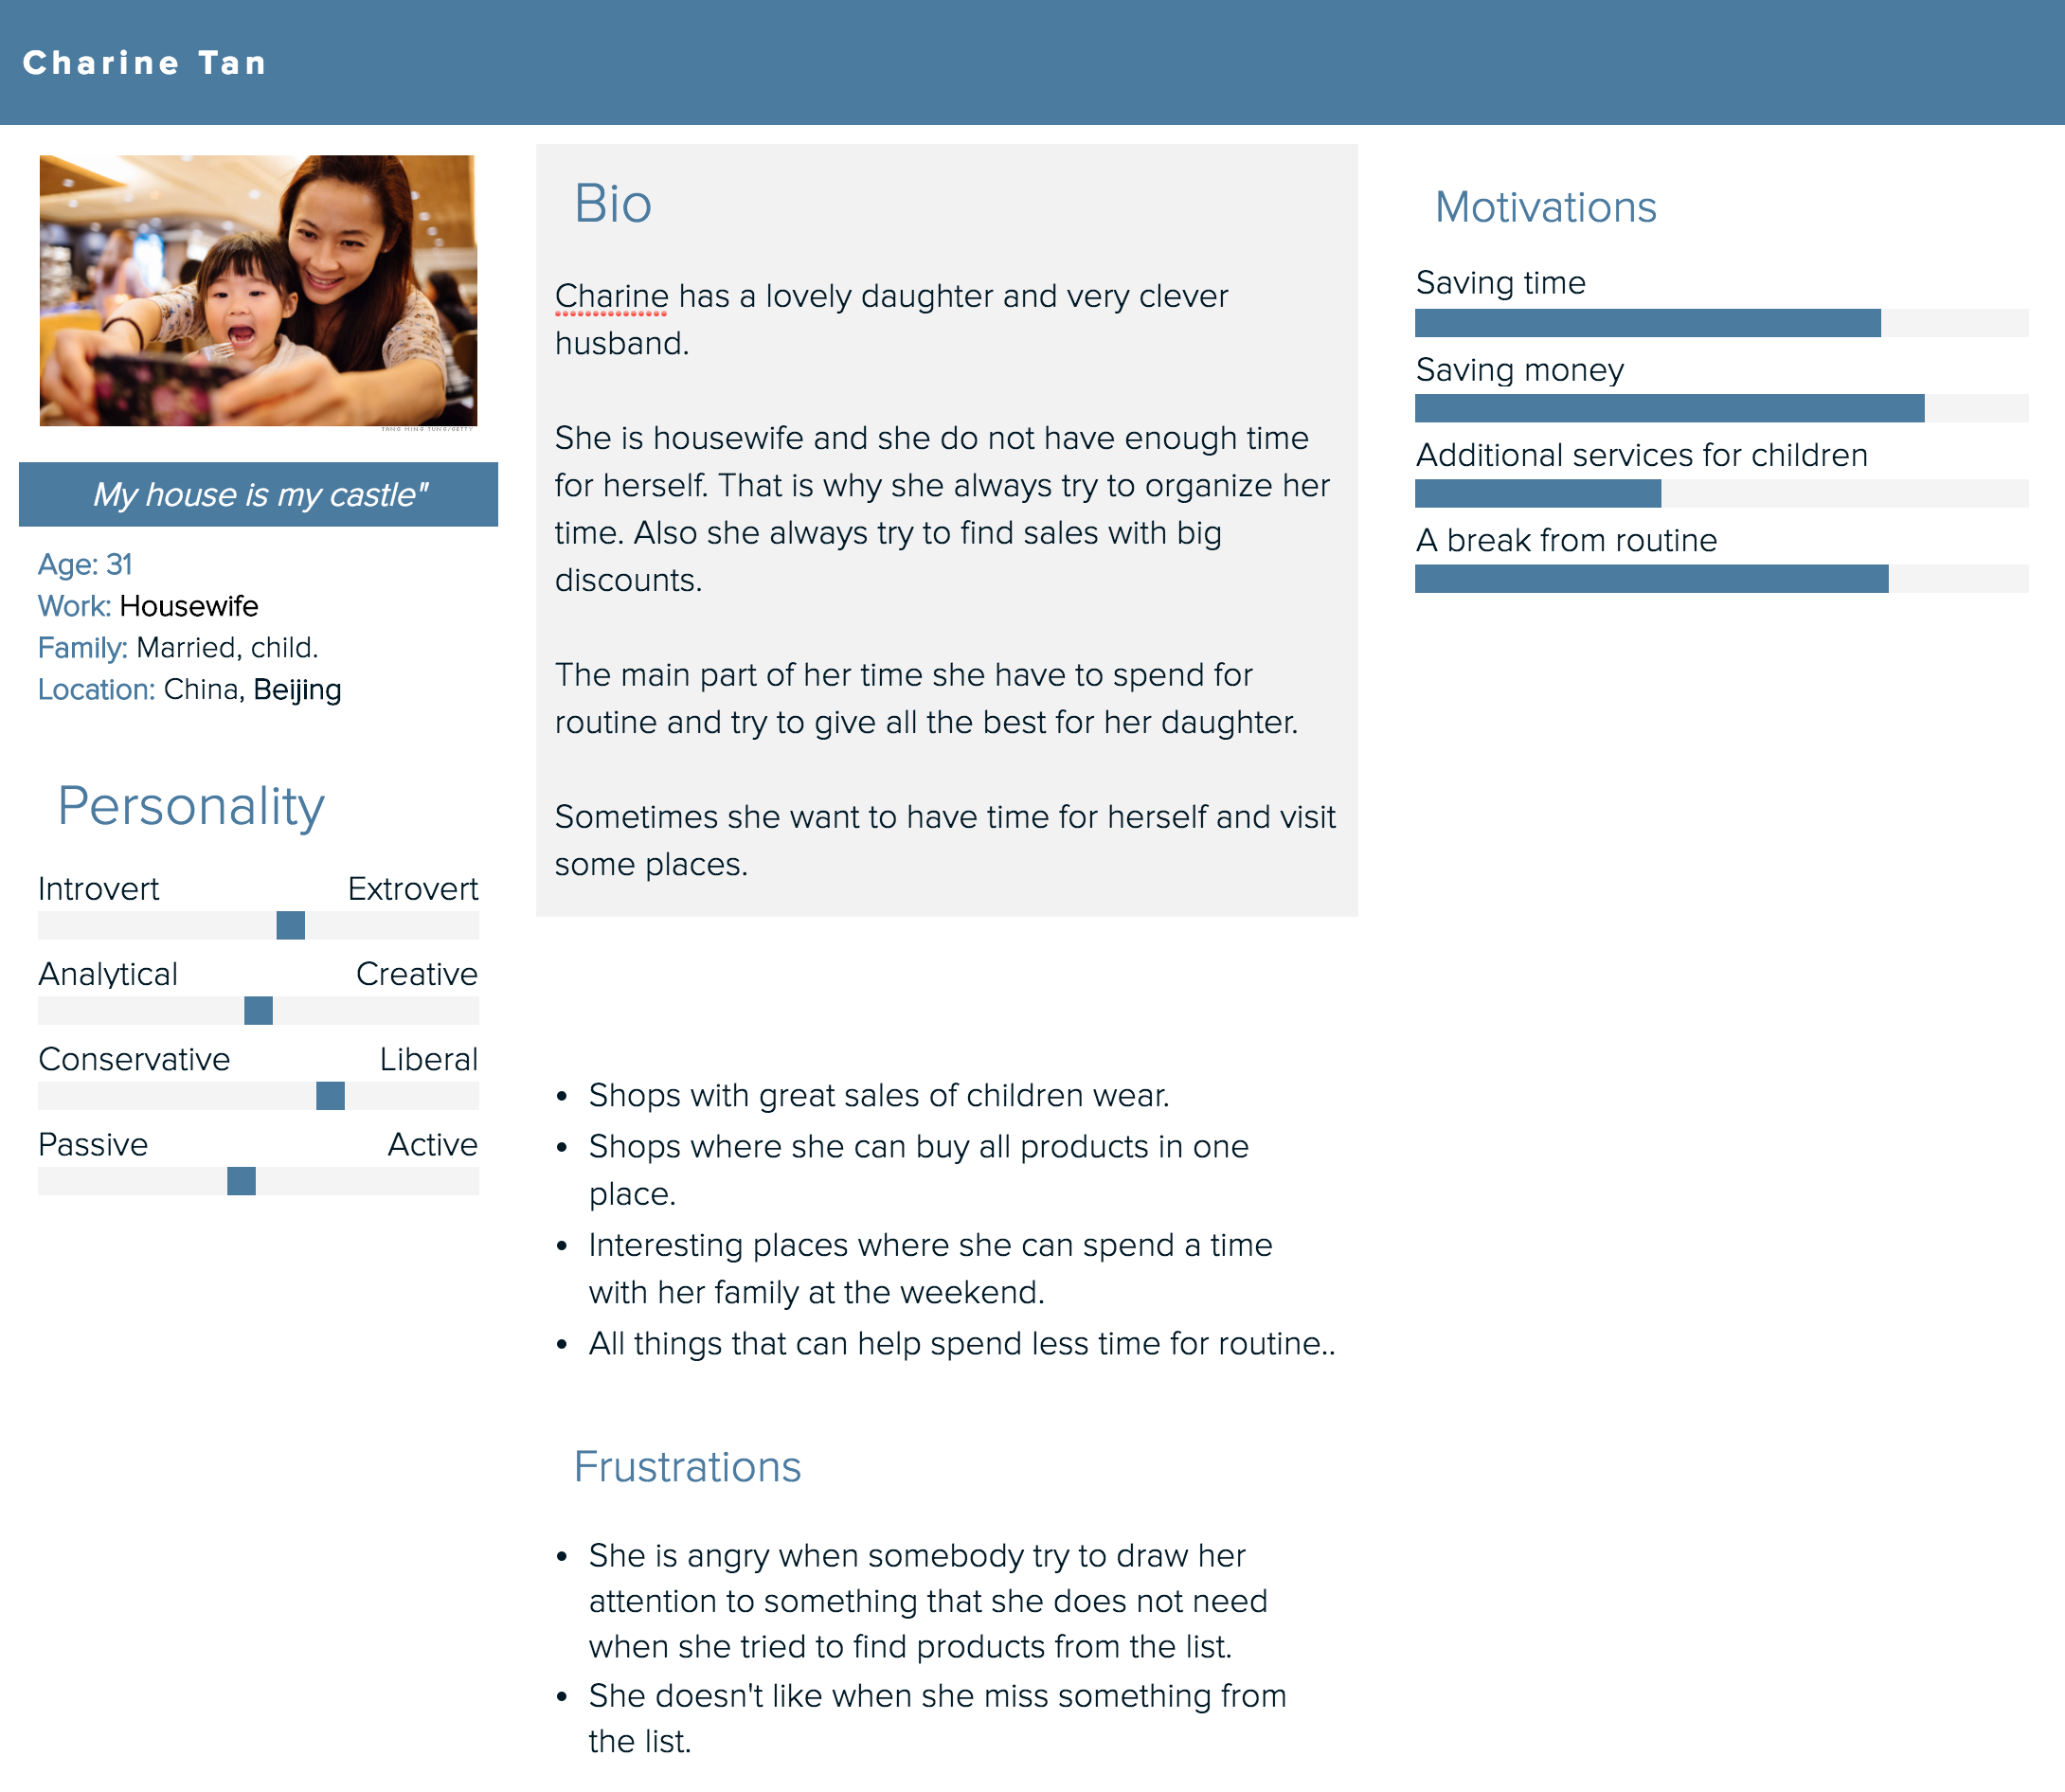 Charine Tan
TANG MING TUNG/GETTY
My house is my castle"
Age: 31
Work: Housewife
Family: Married, child.
Location: China, Beijing
Personality
Introvert Extrovert
Analytical Creative
Conservative Liberal
Passive Active
Bio
Charine has a lovely daughter and very clever
husband.
She is housewife and she do not have enough time
for herself. That is why she always try to organize her
time. Also she always try to find sales with big
discounts.
The main part of her time she have to spend for
routine and try to give all the best for her daughter.
Sometimes she want to have time for herself and visit
some places.
• Shops with great sales of children wear.
• Shops where she can buy all products in one
place.
• Interesting places where she can spend a time
with her family at the weekend.
• All things that can help spend less time for routine..
Frustrations
• She is angry when somebody try to draw her
attention to something that she does not need
when she tried to find products from the list.
• She doesn't like when she miss something from
the list.
Motivations
Saving time
Saving money
Additional services for children
A break from routine